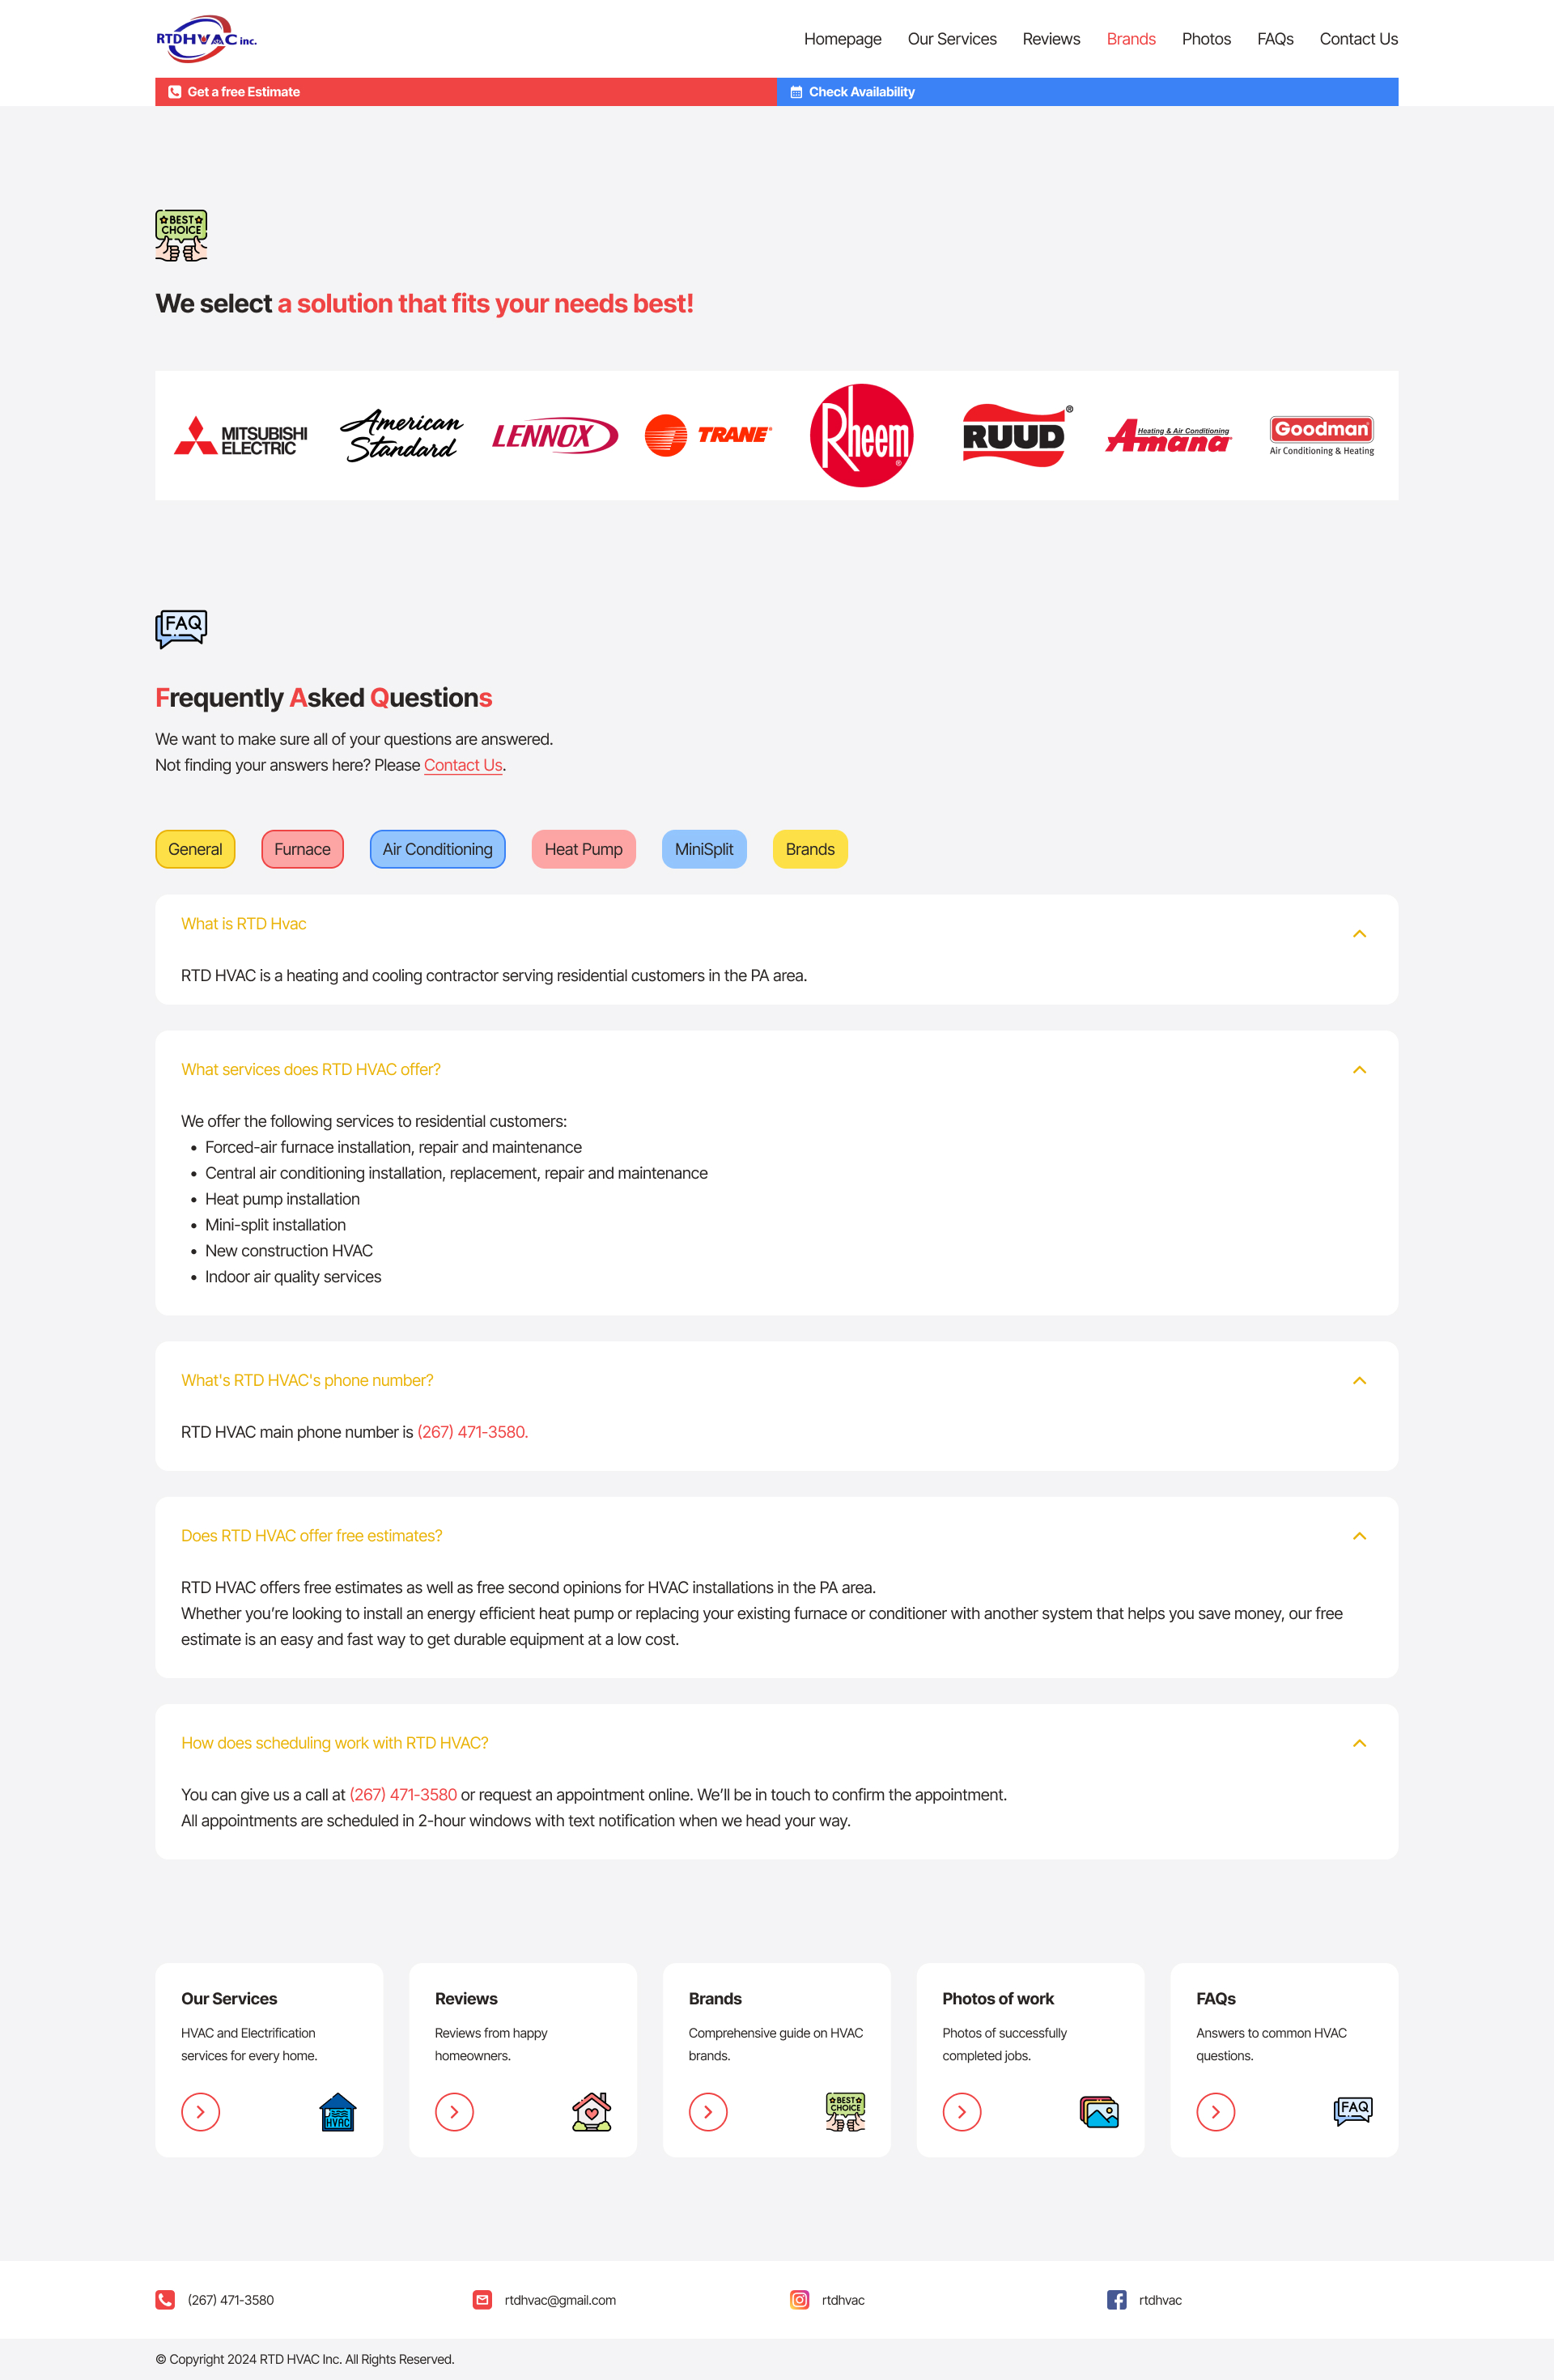 RTDHVAC inc.
Homepage Our Services Reviews Brands Photos FAQs Contact Us
Get a free Estimate Check Availability
BEST
CHOICE
We select a solution that fits your needs best!
MITSUBISHI
ELECTRIC
American
Standard
LENNOX
TRANE
Rheem
RUUD
Heating & Air Conditioning
Amana
Goodman
Air Conditioning & Heating
FAQ
Frequently Asked Questions
We want to make sure all of your questions are answered.
Not finding your answers here? Please Contact Us.
General Furnace Air Conditioning Heat Pump MiniSplit Brands
What is RTD Hvac
RTD HVAC is a heating and cooling contractor serving residential customers in the PA area.
What services does RTD HVAC offer?
We offer the following services to residential customers:
• Forced-air furnace installation, repair and maintenance
• Central air conditioning installation, replacement, repair and maintenance
• Heat pump installation
• Mini-split installation
• New construction HVAC
• Indoor air quality services
What's RTD HVAC's phone number?
RTD HVAC main phone number is (267) 471-3580.
Does RTD HVAC offer free estimates?
RTD HVAC offers free estimates as well as free second opinions for HVAC installations in the PA area.
Whether you’re looking to install an energy efficient heat pump or replacing your existing furnace or conditioner with another system that helps you save money, our free
estimate is an easy and fast way to get durable equipment at a low cost.
How does scheduling work with RTD HVAC?
You can give us a call at (267) 471-3580 or request an appointment online. We’ll be in touch to confirm the appointment.
All appointments are scheduled in 2-hour windows with text notification when we head your way.
Our Services
HVAC and Electrification
services for every home.
HVAC
Reviews
Reviews from happy
homeowners.
Brands
Comprehensive guide on HVAC
brands.
BEST
CHOICE
Photos of work
Photos of successfully
completed jobs.
FAQs
Answers to common HVAC
questions.
FAQ
(267) 471-3580 rtdhvac@gmail.com rtdhvac rtdhvac
© Copyright 2024 RTD HVAC Inc. All Rights Reserved.